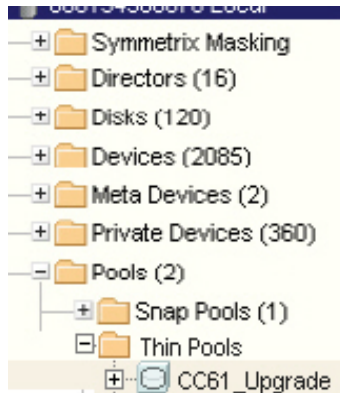 Local
Symmetrix Masking
Directors (16)
Disks (120)
Devices (2085)
Meta Devices (2)
Private Devices (360)
Pools (2)
Snap Pools (1)
Thin Pools
CC61_Upgrade